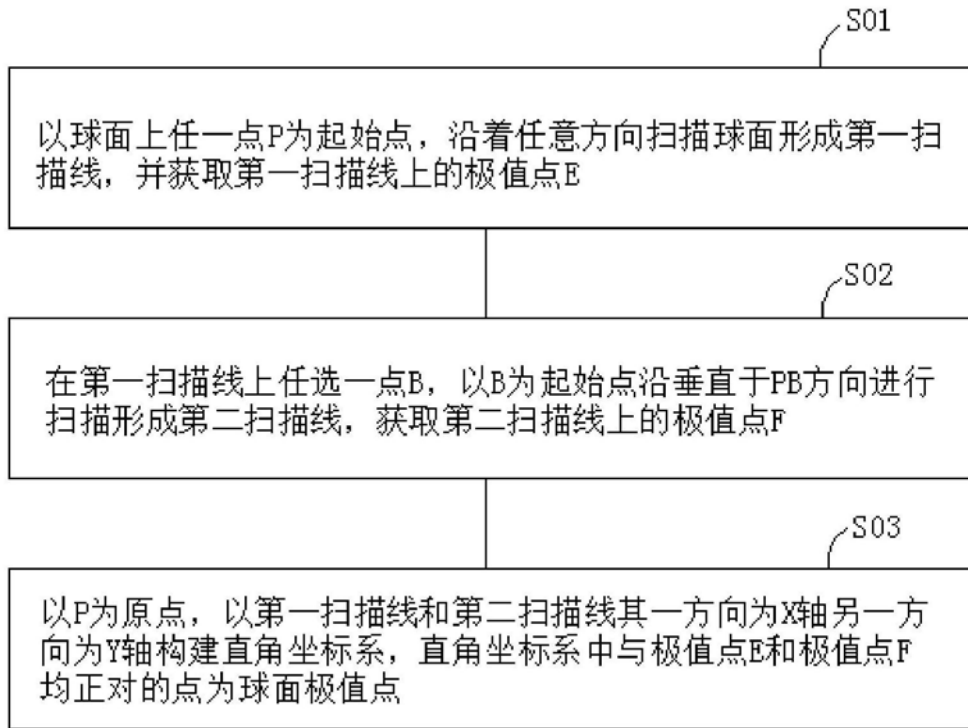 S01
以球面上任一点P为起始点，沿着任意方向扫描球面形成第一扫
描线，并获取第一扫描线上的极值点E
S02
在第一扫描线上任选一点B，以B为起始点沿垂直于PB方向进行
扫描形成第二扫描线，获取第二扫描线上的极值点F
S03
以P为原点，以第一扫描线和第二扫描线其一方向为X轴另一方
向为Y轴构建直角坐标系，直角坐标系中与极值点E和极值点F
均正对的点为球面极值点